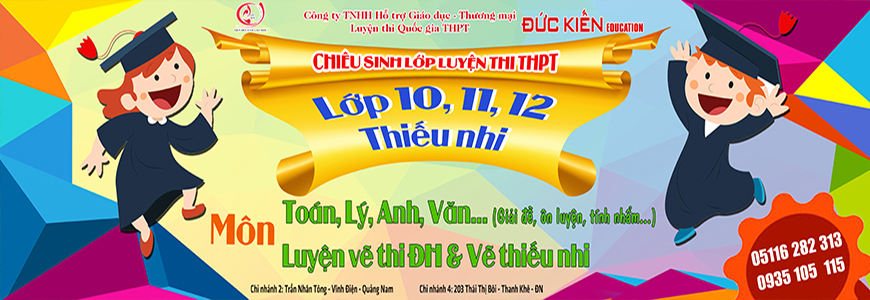 Công ty TNHH Hỗ trợ Giáo dục - Thương mại
Luyện thi Quốc gia THPT
ĐỨC KIẾN EDUCATION
CHIÊU SINH LỚP LUYỆN THI THPT
Lớp 10, 11, 12
Thiếu nhi
Môn
Toán, Lý, Anh, Văn... (Giải đề, ôn luyện, tính nhẩm...)
Luyện vẽ thi ĐH & Vẽ thiếu nhi
05116 282 313
0935 105 115
Chi nhánh 2: Trần Nhân Tông - Vĩnh Điện - Quảng Nam
Chi nhánh 4: 203 Thái Thị Bôi - Thanh Khê - ĐN